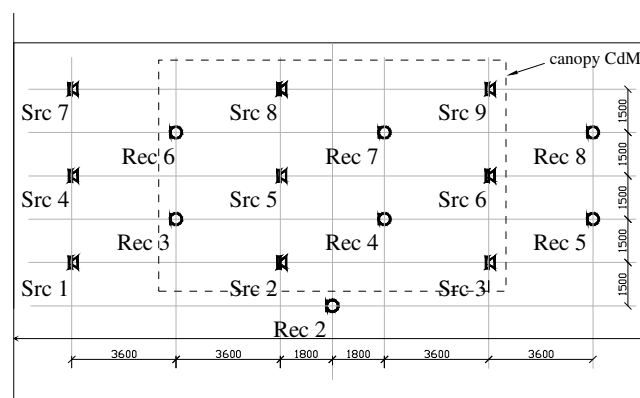 canopy CdM
Src 7
Src 8
Src 9
Rec 6
Rec 7
Rec 8
Src 4
Src 5
Src 6
Rec 3
Rec 4
Rec 5
Src 1
Src 2
Src 3
Rec 2
1500
1500
1500
1500
1500
3600
3600
1800
1800
3600
3600